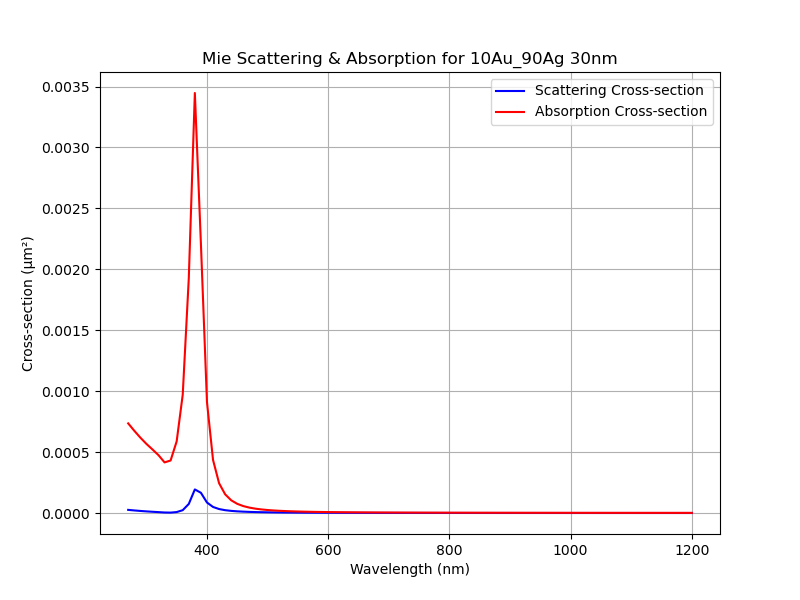 Mie Scattering & Absorption for 10Au_90Ag 30nm
Scattering Cross-section
Absorption Cross-section
Cross-section (μm²)
0.0035
0.0030
0.0025
0.0020
0.0015
0.0010
0.0005
0.0000
400
600
800
1000
1200
Wavelength (nm)